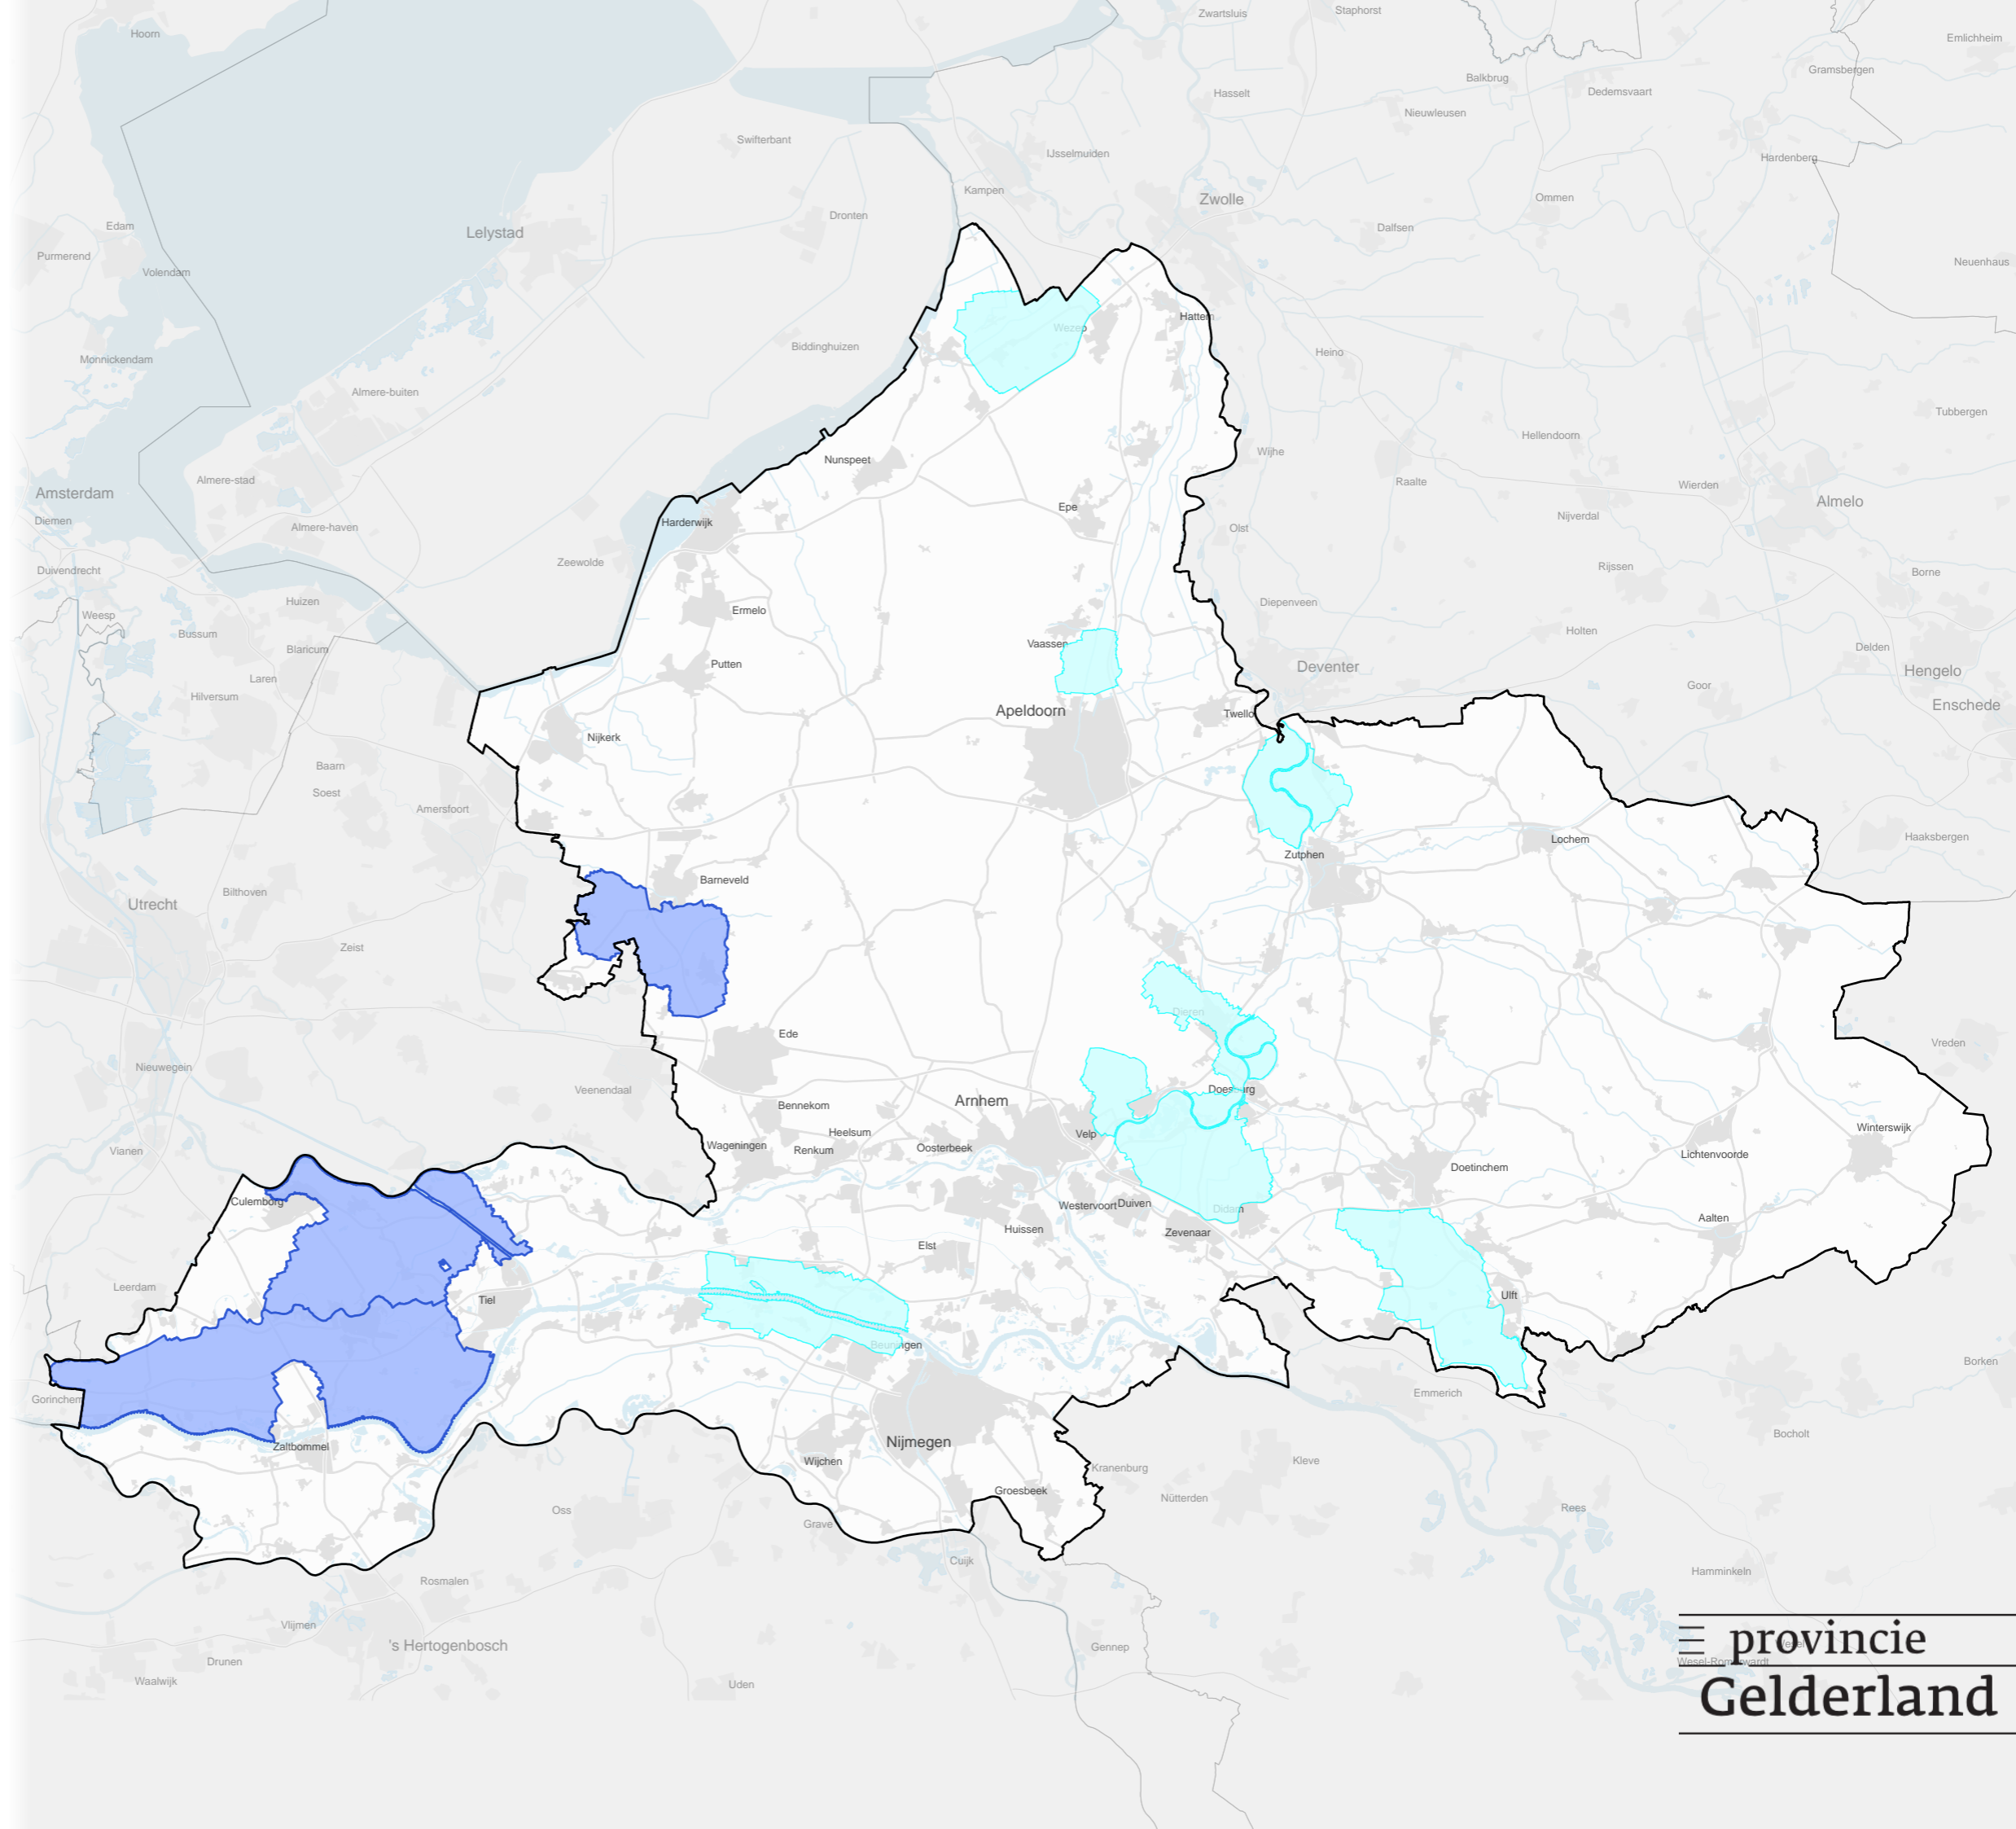 Hoorn
Zwartsluis
Staphorst
Emlichheim
Gramsbergen
Balkbrug
Dedemsvaart
Hasselt
Nieuwleusen
Swifterbant
IJsselmuiden
Hardenberg
Kampen
Zwolle
Ommen
Dronten
Edam
Lelystad
Dalfsen
Purmerend
Volendam
Neuenhaus
Hattem
Wezep
Biddinghuizen
Heino
Monnickendam
Almere-buiten
Tubbergen
Hellendoorn
Wijhe
Nunspeet
Almere-stad
Raalte
Wierden
Amsterdam
Almelo
Epe
Nijverdal
Diemen
Harderwijk
Almere-haven
Olst
Zeewolde
Rijssen
Duivendrecht
Borne
Huizen
Diepenveen
Ermelo
Weesp
Bussum
Holten
Vaassen
Blaricum
Delden
Putten
Deventer
Hengelo
Laren
Goor
Hilversum
Enschede
Apeldoorn
Twello
Nijkerk
Baarn
Soest
Amersfoort
Haaksbergen
Lochem
Zutphen
Barneveld
Bilthoven
Utrecht
Zeist
Dieren
Ede
Vreden
Nieuwegein
Veenendaal
Doesburg
Arnhem
Bennekom
Winterswijk
Heelsum
Velp
Wageningen
Oosterbeek
Renkum
Vianen
Lichtenvoorde
Doetinchem
Culemborg
Westervoort
Duiven
Didam
Aalten
Huissen
Zevenaar
Elst
Leerdam
Ulft
Tiel
Beuningen
Borken
Emmerich
Gorinchem
Bocholt
Nijmegen
Zaltbommel
Wijchen
Kleve
Kranenburg
Groesbeek
Nütterden
Rees
Oss
Grave
Cuijk
Hamminkeln
Rosmalen
Vlijmen
's Hertogenbosch
Gennep
Drunen
Waalwijk
Uden
provincie
Gelderland